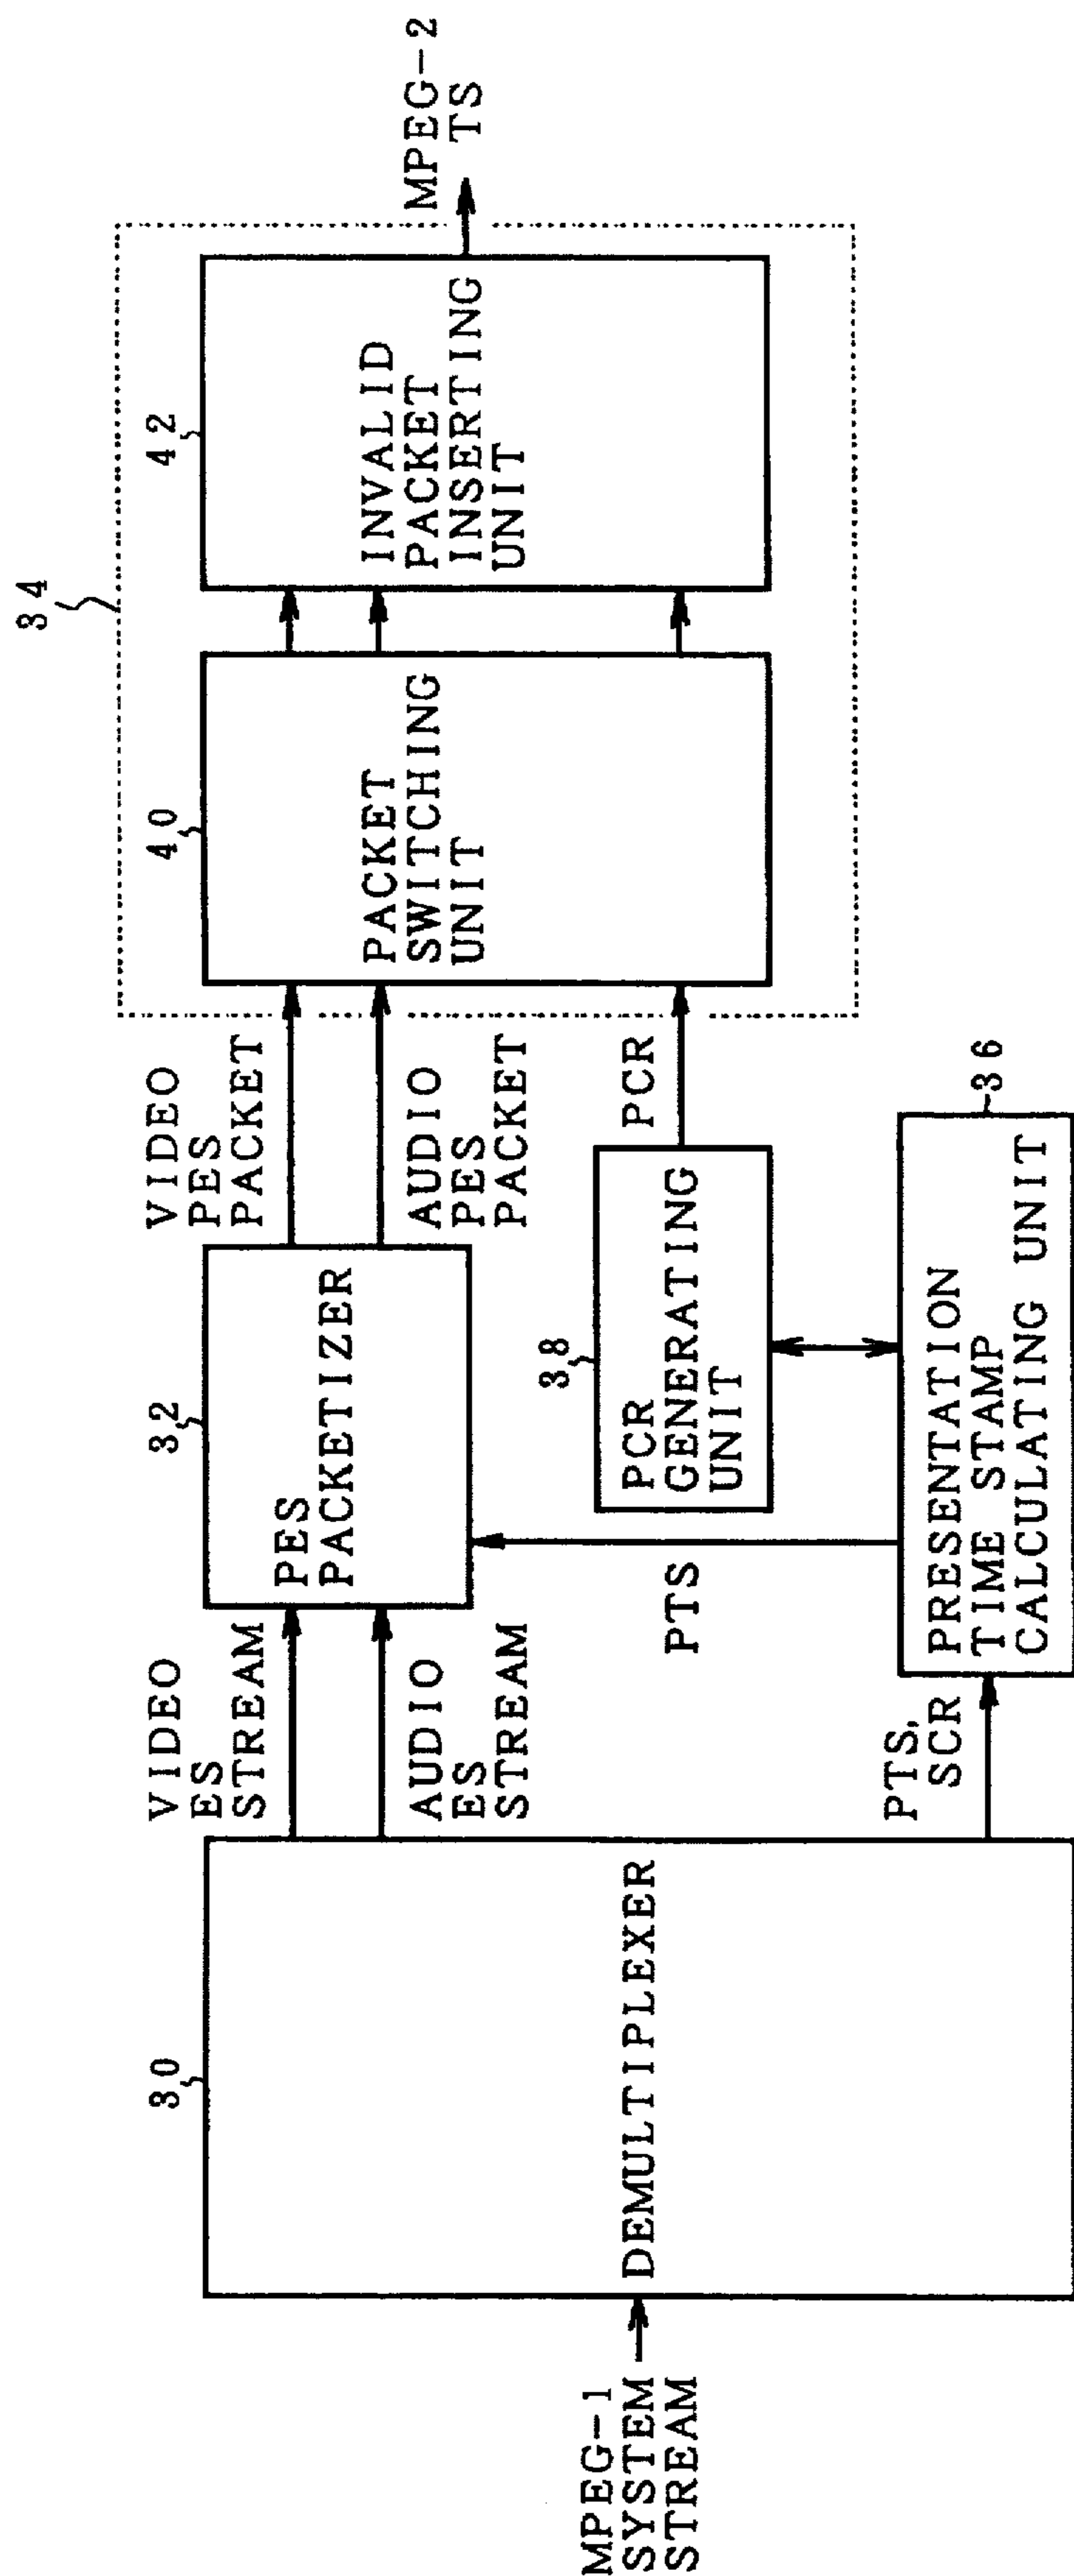 MPEG-1
SYSTEM
STREAM
30
DEMULTIPLEXER
VIDEO
ES
STREAM
AUDIO
ES
STREAM
PTS,
SCR
32
PES
PACKETIZER
PTS
38
PCR
GENERATING
UNIT
36
PRESENTATION
TIME STAMP
CALCULATING UNIT
VIDEO
PES
PACKET
AUDIO
PES
PACKET
PCR
34
40
PACKET
SWITCHING
UNIT
42
INVALID
PACKET
INSERTING
UNIT
MPEG-2
TS